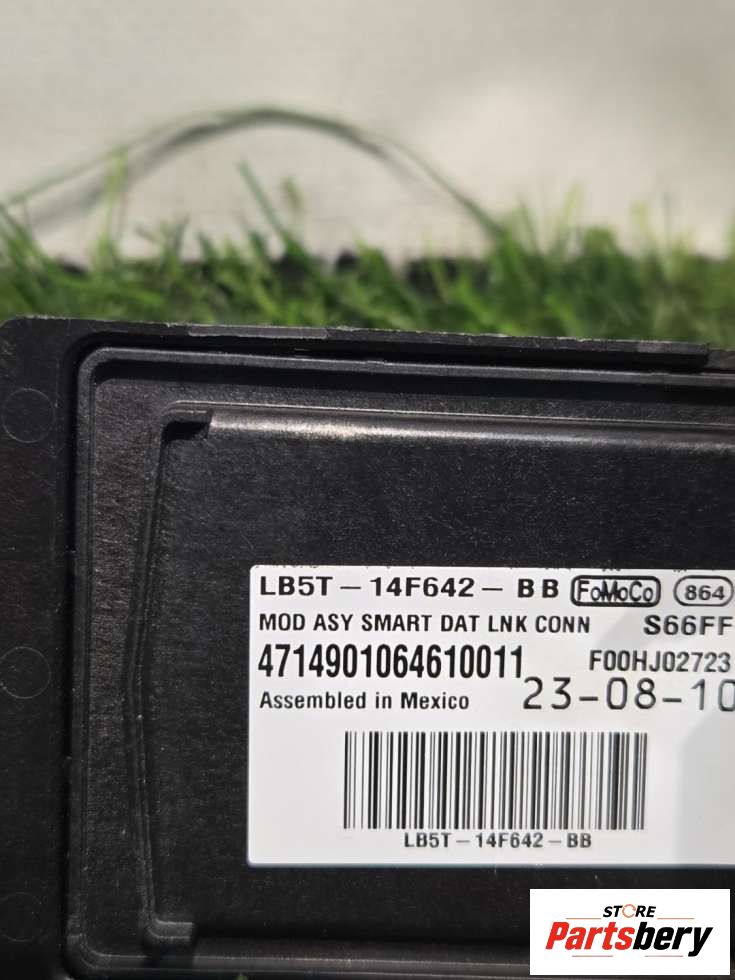 LB5T-14F642-BB FoMoCo 864
MOD ASY SMART DAT LNK CONN S66FF
4714901064610011 F00HJ02723
Assembled in Mexico 23-08-10
LB5T-14F642-BB
STORE
Partsbery